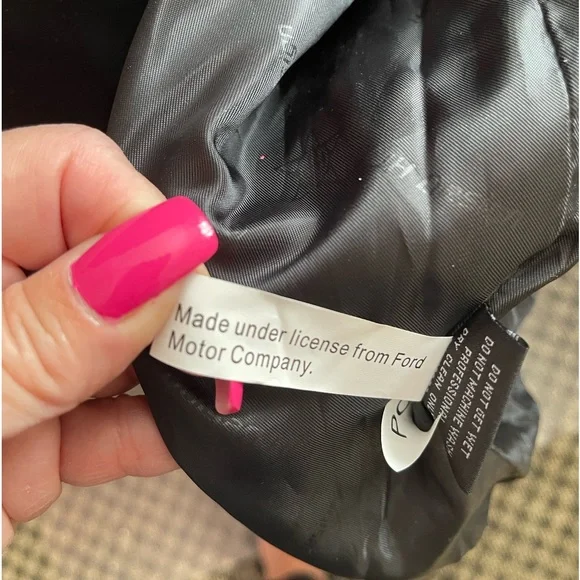 Made under license from Ford
Motor Company.
DO NOT GET WET
DO NOT MACHINE WASH
PROFESSIONAL
DRY CLEAN ONLY